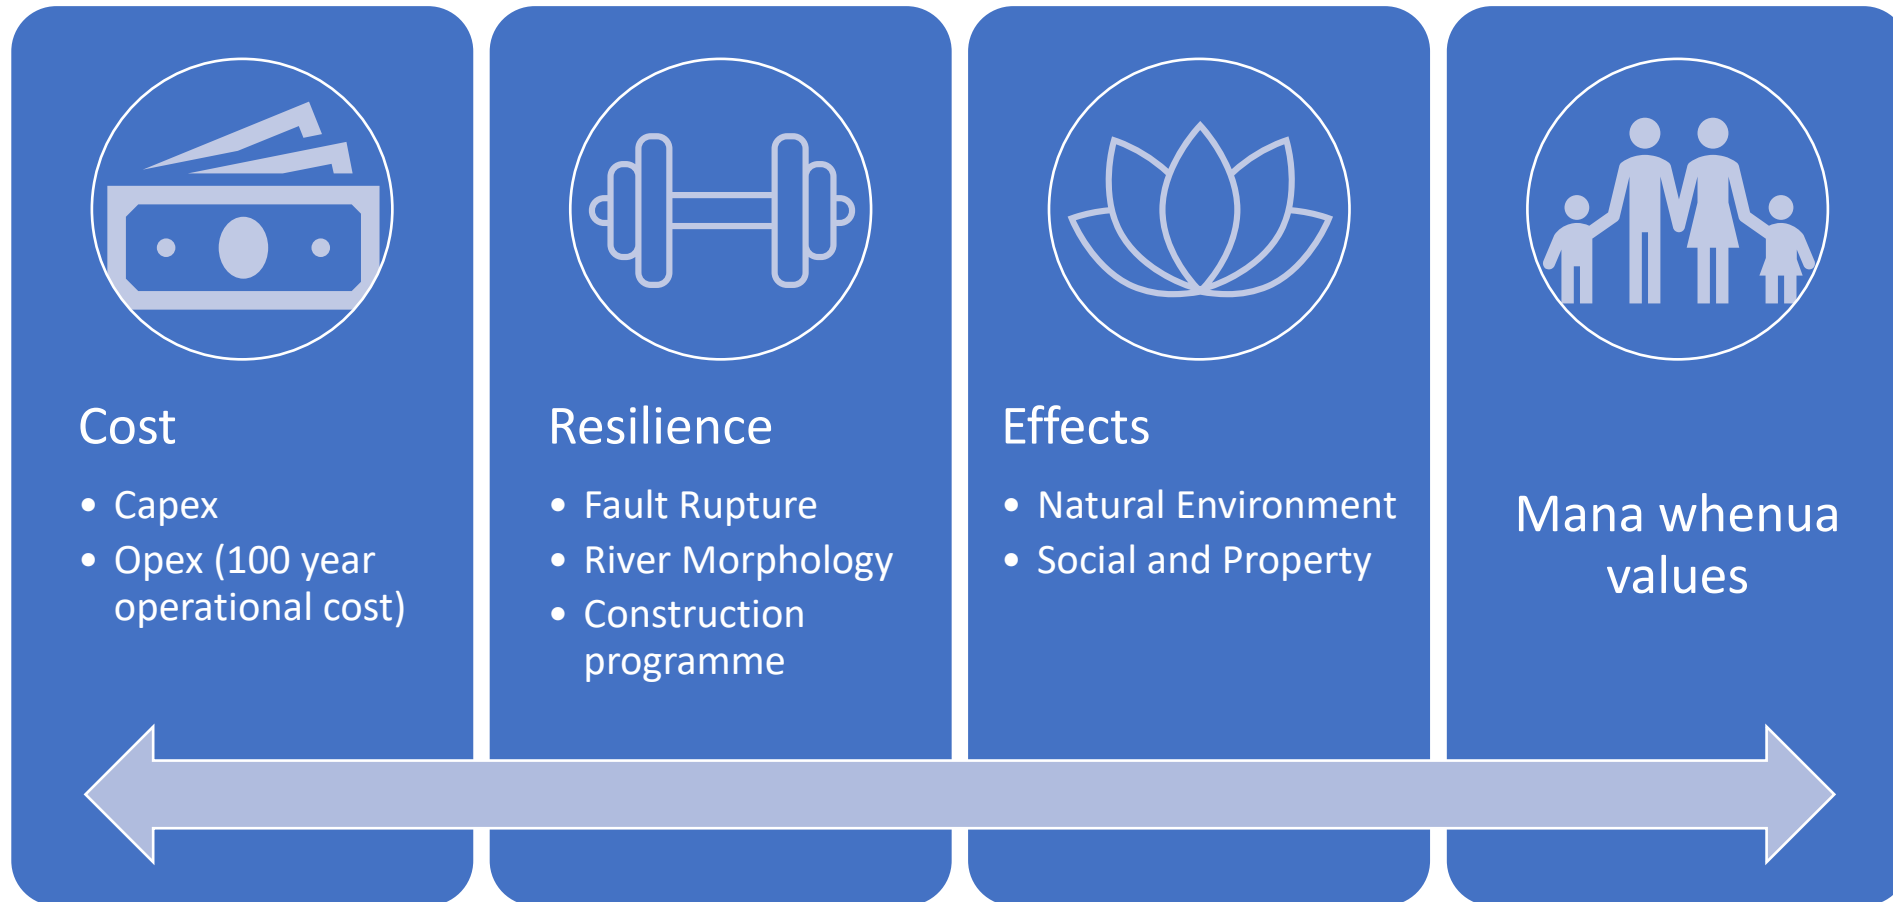 Cost
• Capex
• Opex (100 year
operational cost)
Resilience
• Fault Rupture
• River Morphology
• Construction
programme
Effects
• Natural Environment
• Social and Property
Mana whenua
values